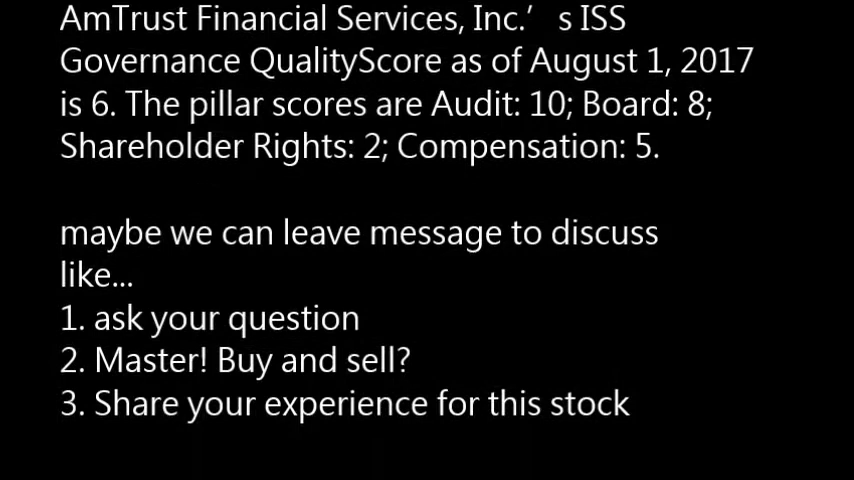 AmTrust Financial Services, Inc.’ s ISS
Governance QualityScore as of August 1, 2017
is 6. The pillar scores are Audit: 10; Board: 8;
Shareholder Rights: 2; Compensation: 5.
maybe we can leave message to discuss
like...
1. ask your question
2. Master! Buy and sell?
3. Share your experience for this stock